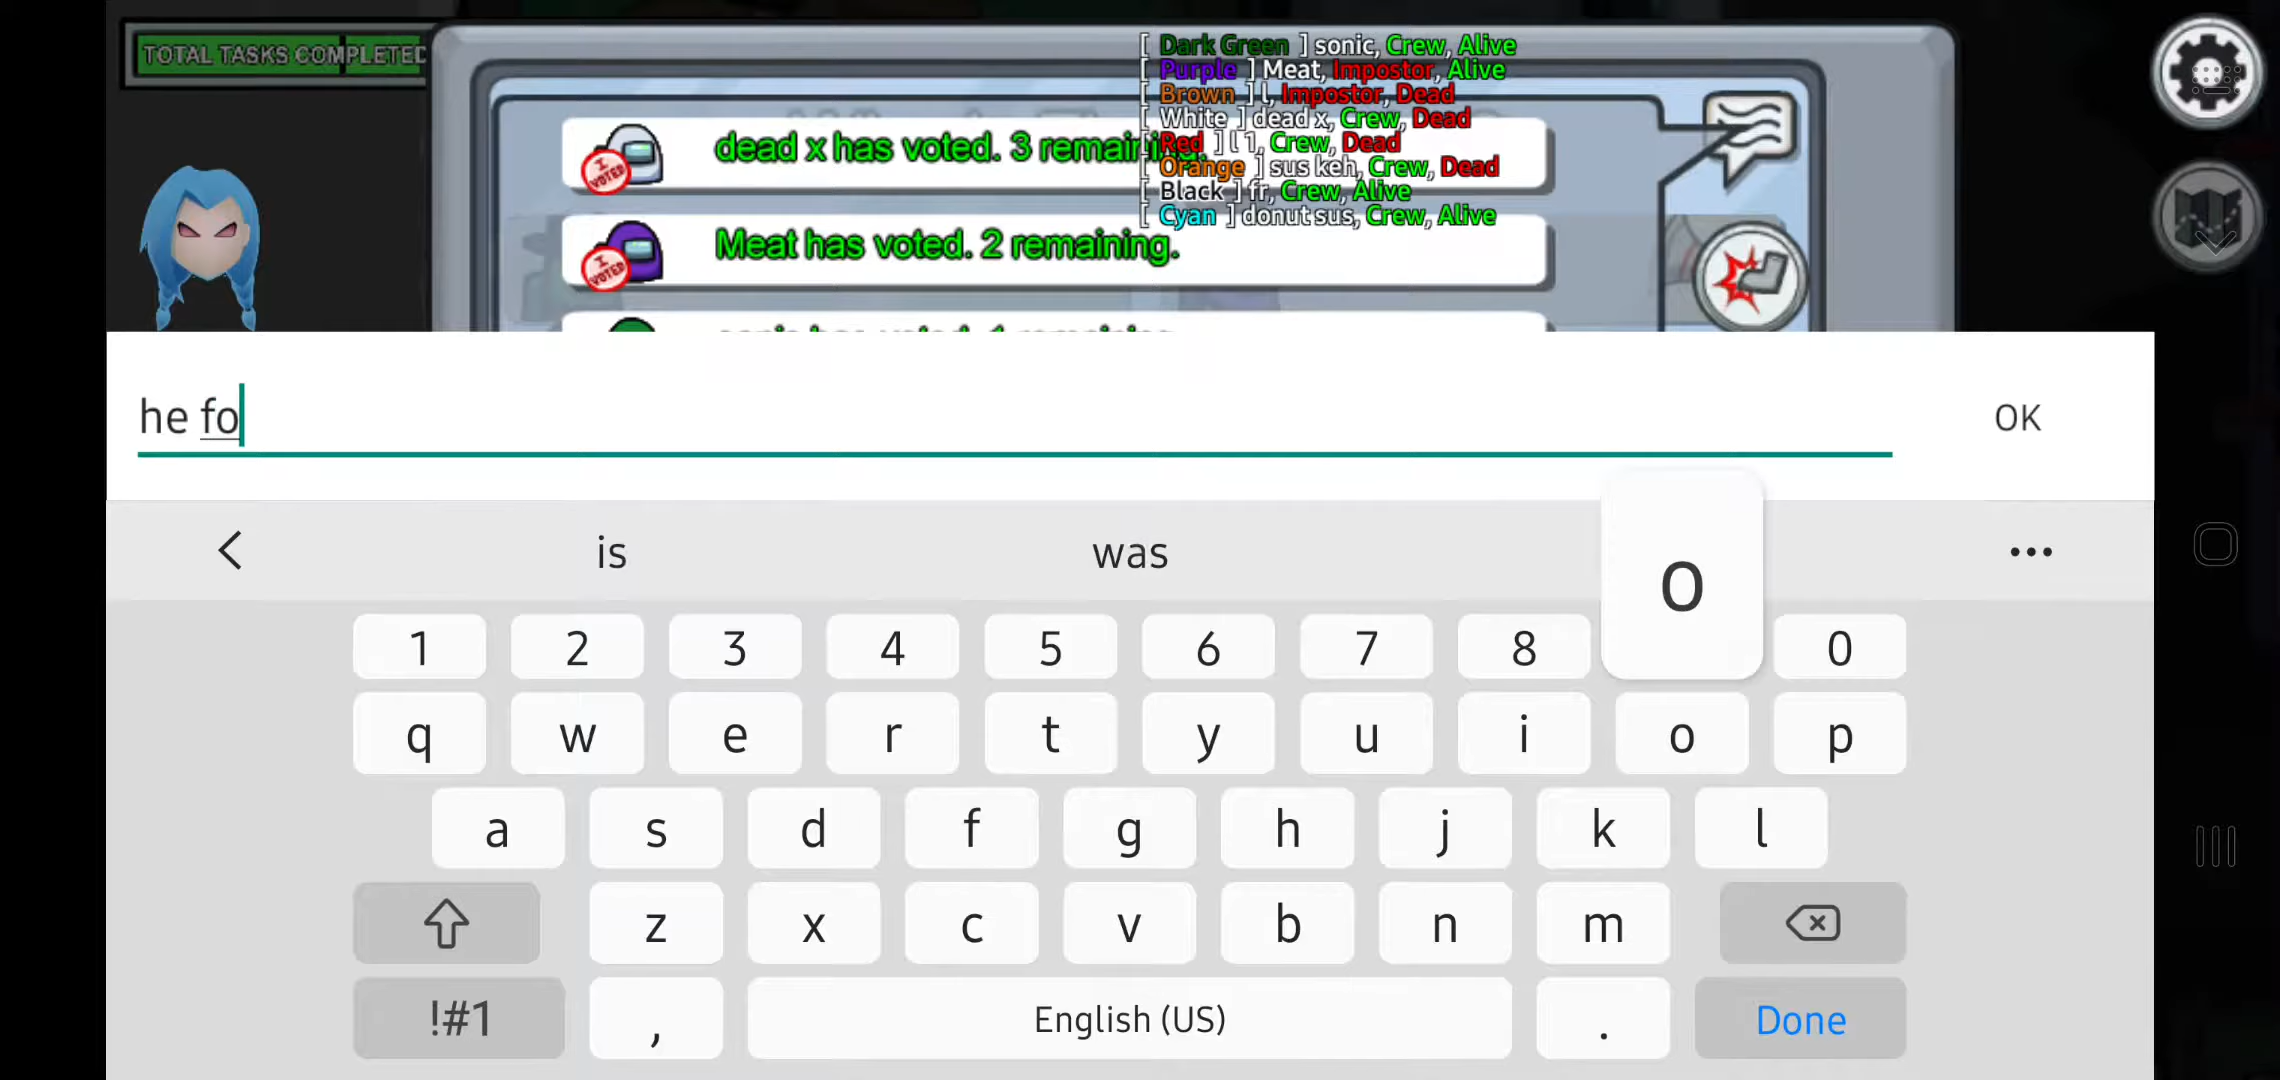 TOTAL TASKS COMPLETED
[ Dark Green ] sonic, Crew, Alive
[ Purple ] Meat, Impostor, Alive
[ Brown ] l, Impostor, Dead
[ White ] dead x, Crew, Dead
[ Red ] l 1, Crew, Dead
[ Orange ] sus keh, Crew, Dead
[ Black ] fr, Crew, Alive
[ Cyan ] donut sus, Crew, Alive
I VOTED
dead x has voted. 3 remaining.
I VOTED
Meat has voted. 2 remaining.
he fo
OK
is was
o
1 2 3 4 5 6 7 8 0
q w e r t y u i o p
a s d f g h j k l
z x c v b n m
!#1 , English (US) . Done